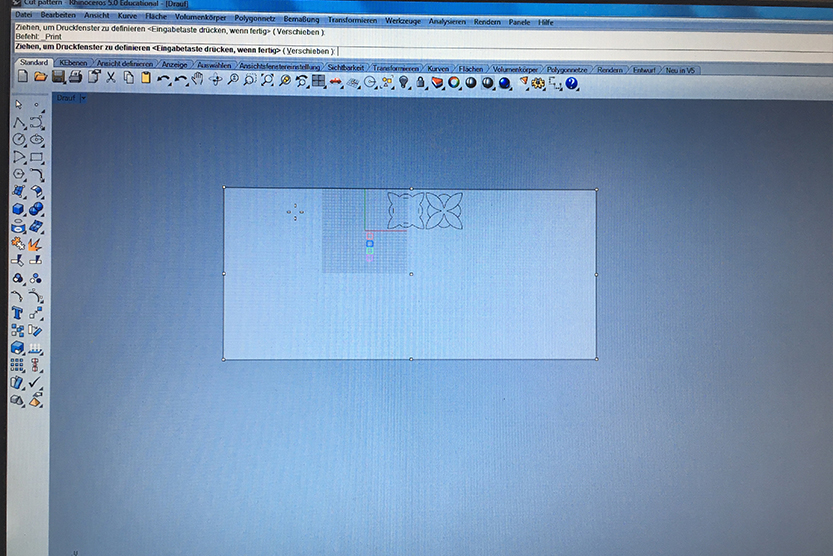 Cut pattern - Rhinoceros 5.0 Educational - [Drauf]
Datei Bearbeiten Ansicht Kurve Fläche Volumenkörper Polygonnetz Bemaßung Transformieren Werkzeuge Analysieren Rendern Panele Hilfe
Ziehen, um Druckfenster zu definieren <Eingabetaste drücken, wenn fertig> ( Verschieben ):
Befehl: _Print
Ziehen, um Druckfenster zu definieren <Eingabetaste drücken, wenn fertig> ( Verschieben ):
Standard KEbenen Ansicht definieren Anzeige Auswählen Ansichtsfenstereinstellung Sichtbarkeit Transformieren Kurven Flächen Volumenkörper Polygonnetze Rendern Entwurf Neu in V5
Drauf